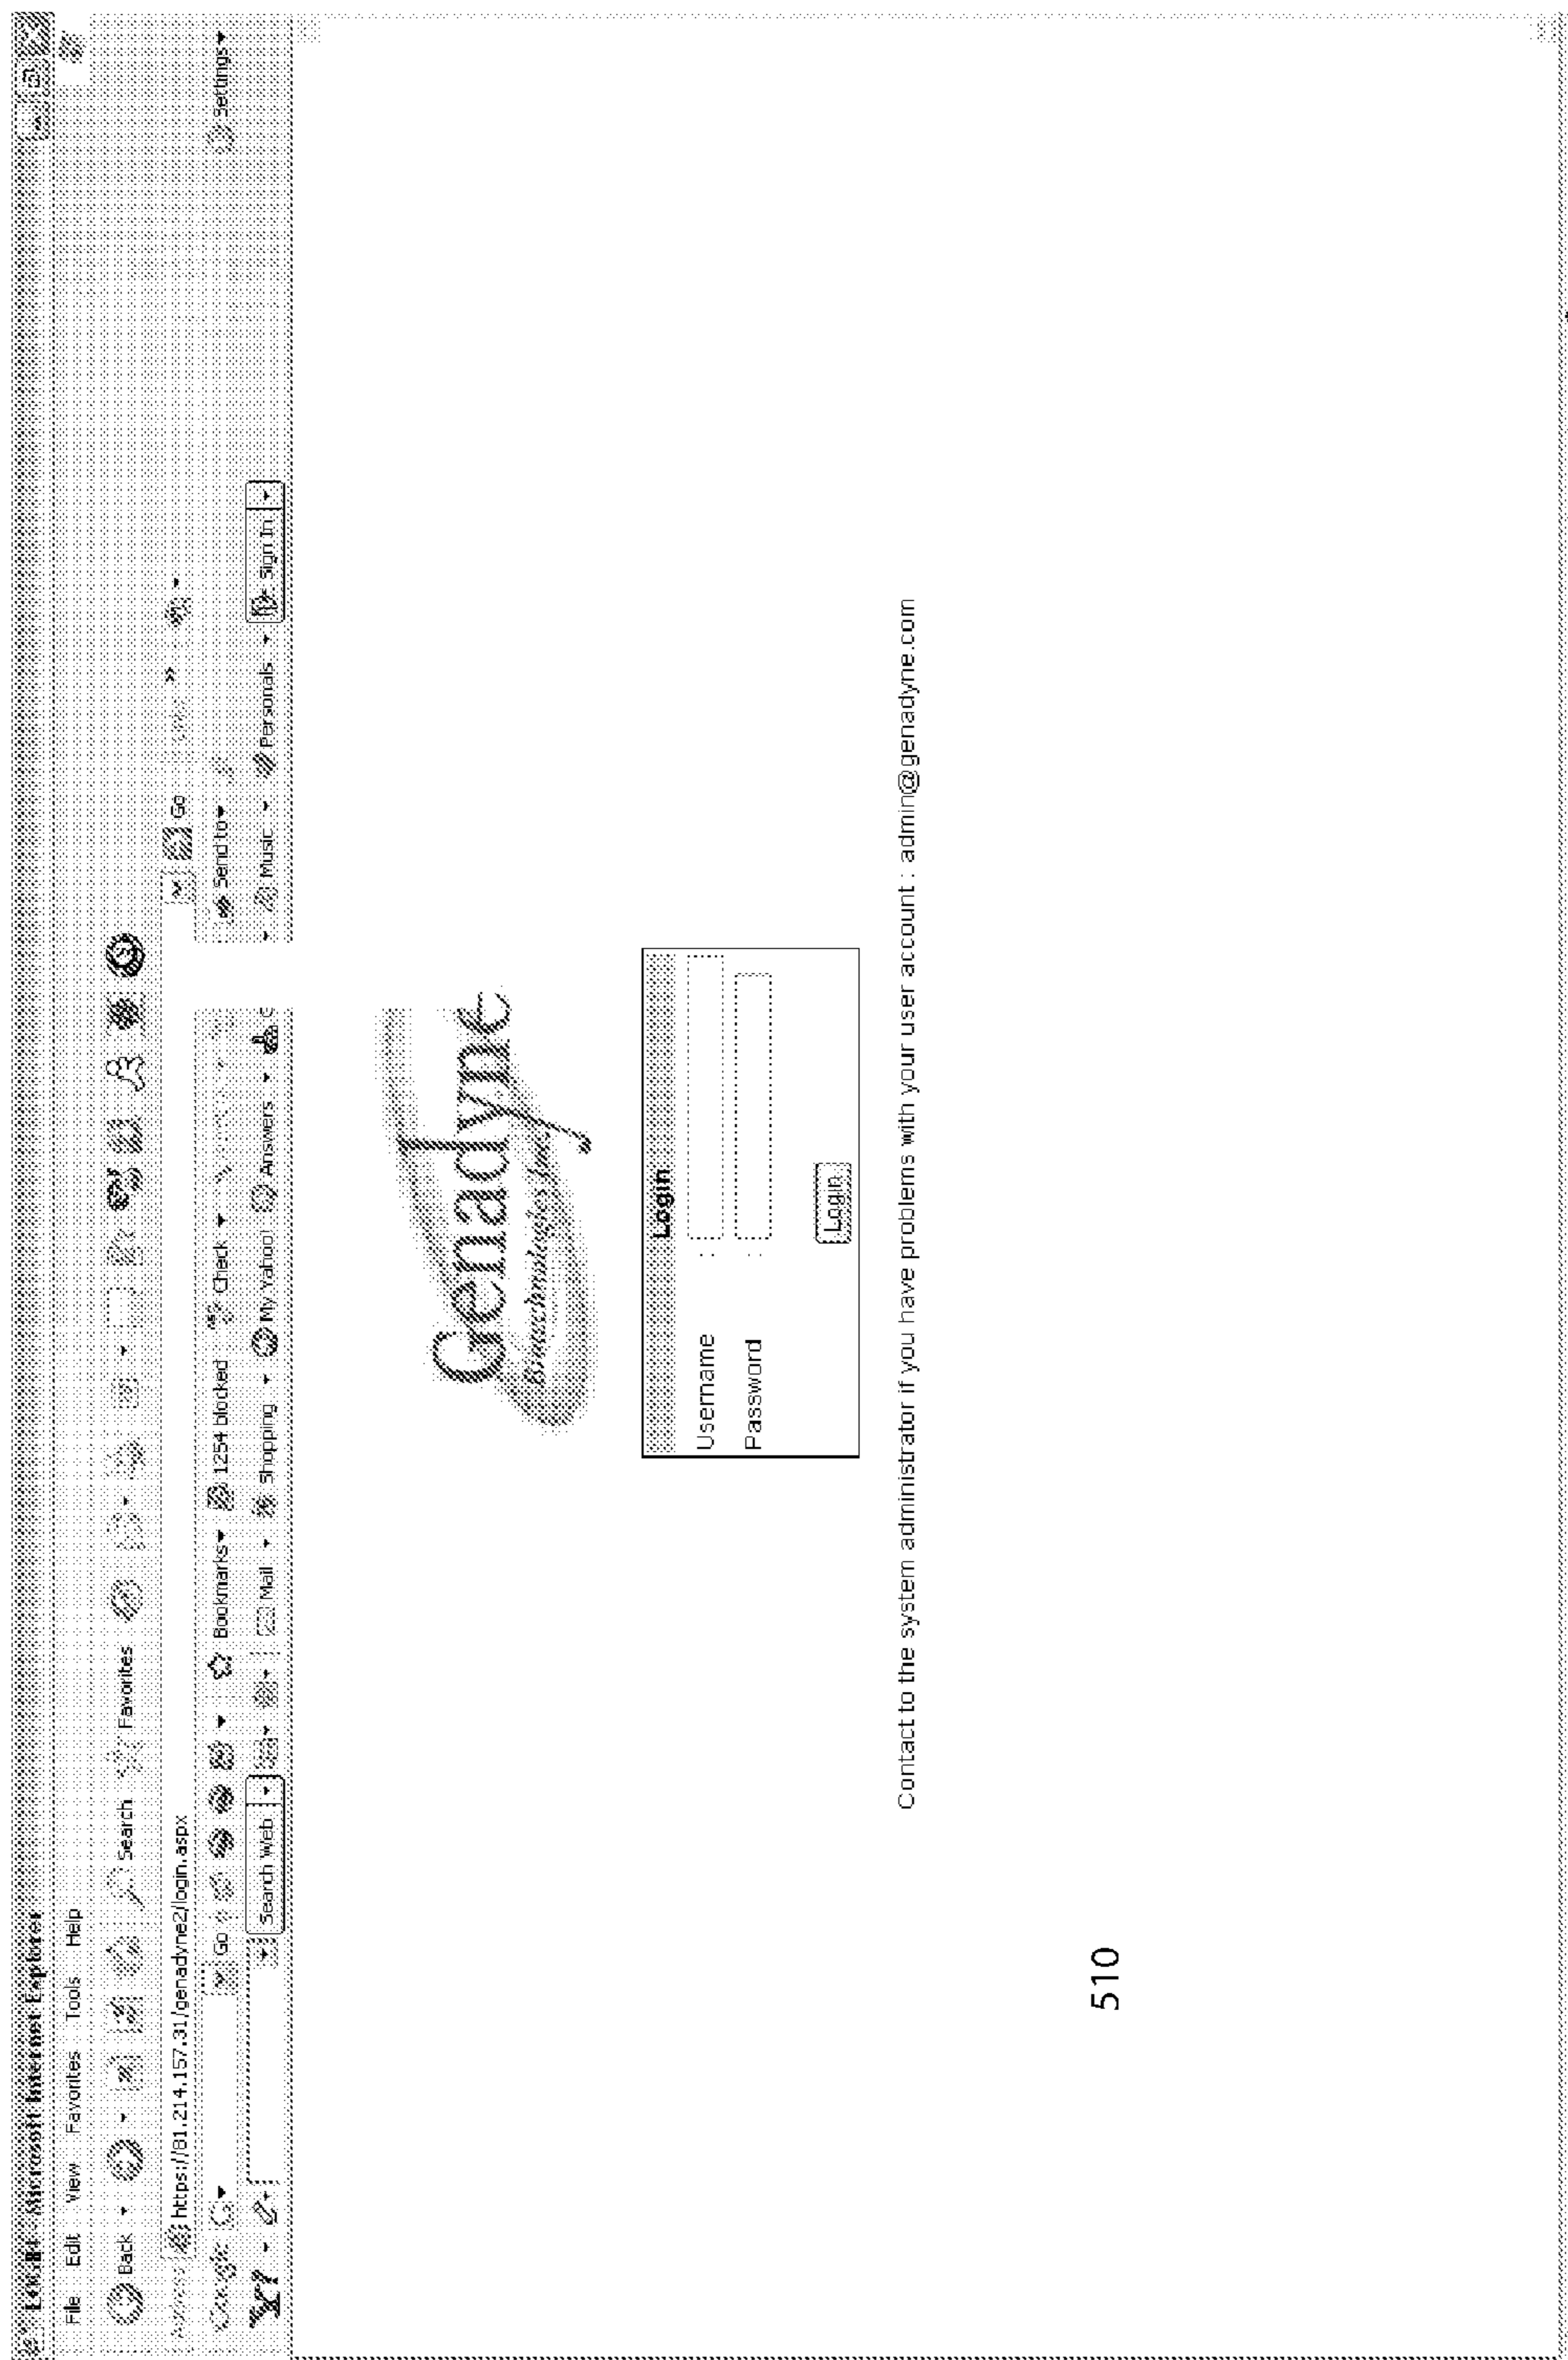 LOGIN - Microsoft Internet Explorer
File Edit View Favorites Tools Help
Back Search Favorites
Address https://81.214.157.31/genadyne2/login.aspx Go
Google Go Bookmarks 1254 blocked Check Send to Settings
Y! Search Web Mail Shopping My Yahoo! Answers Music Personals Sign In
Genadyne
Biotechnologies Inc.
Login
Username :
Password :
Login
Contact to the system administrator if you have problems with your user account : admin@genadyne.com
510